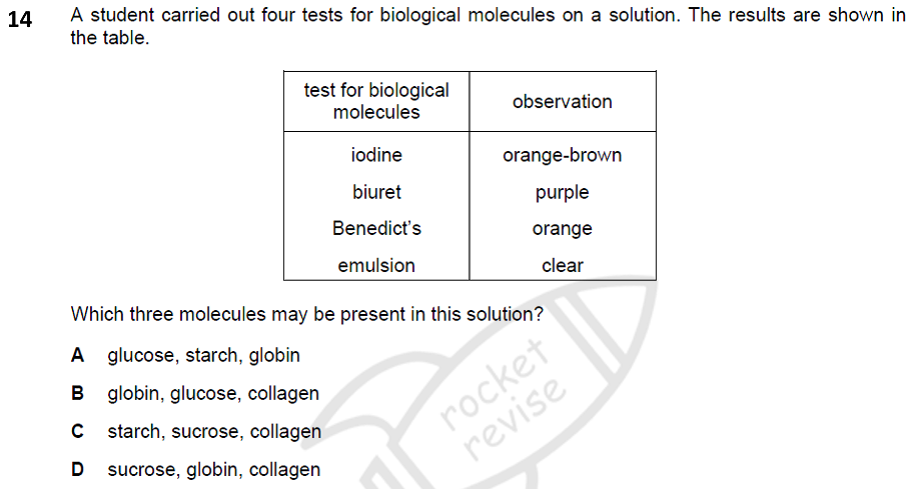 14 A student carried out four tests for biological molecules on a solution. The results are shown in
the table.
test for biological
molecules
observation
iodine orange-brown
biuret purple
Benedict's orange
emulsion clear
Which three molecules may be present in this solution?
A glucose, starch, globin
B globin, glucose, collagen
C starch, sucrose, collagen
D sucrose, globin, collagen
rocket
revise